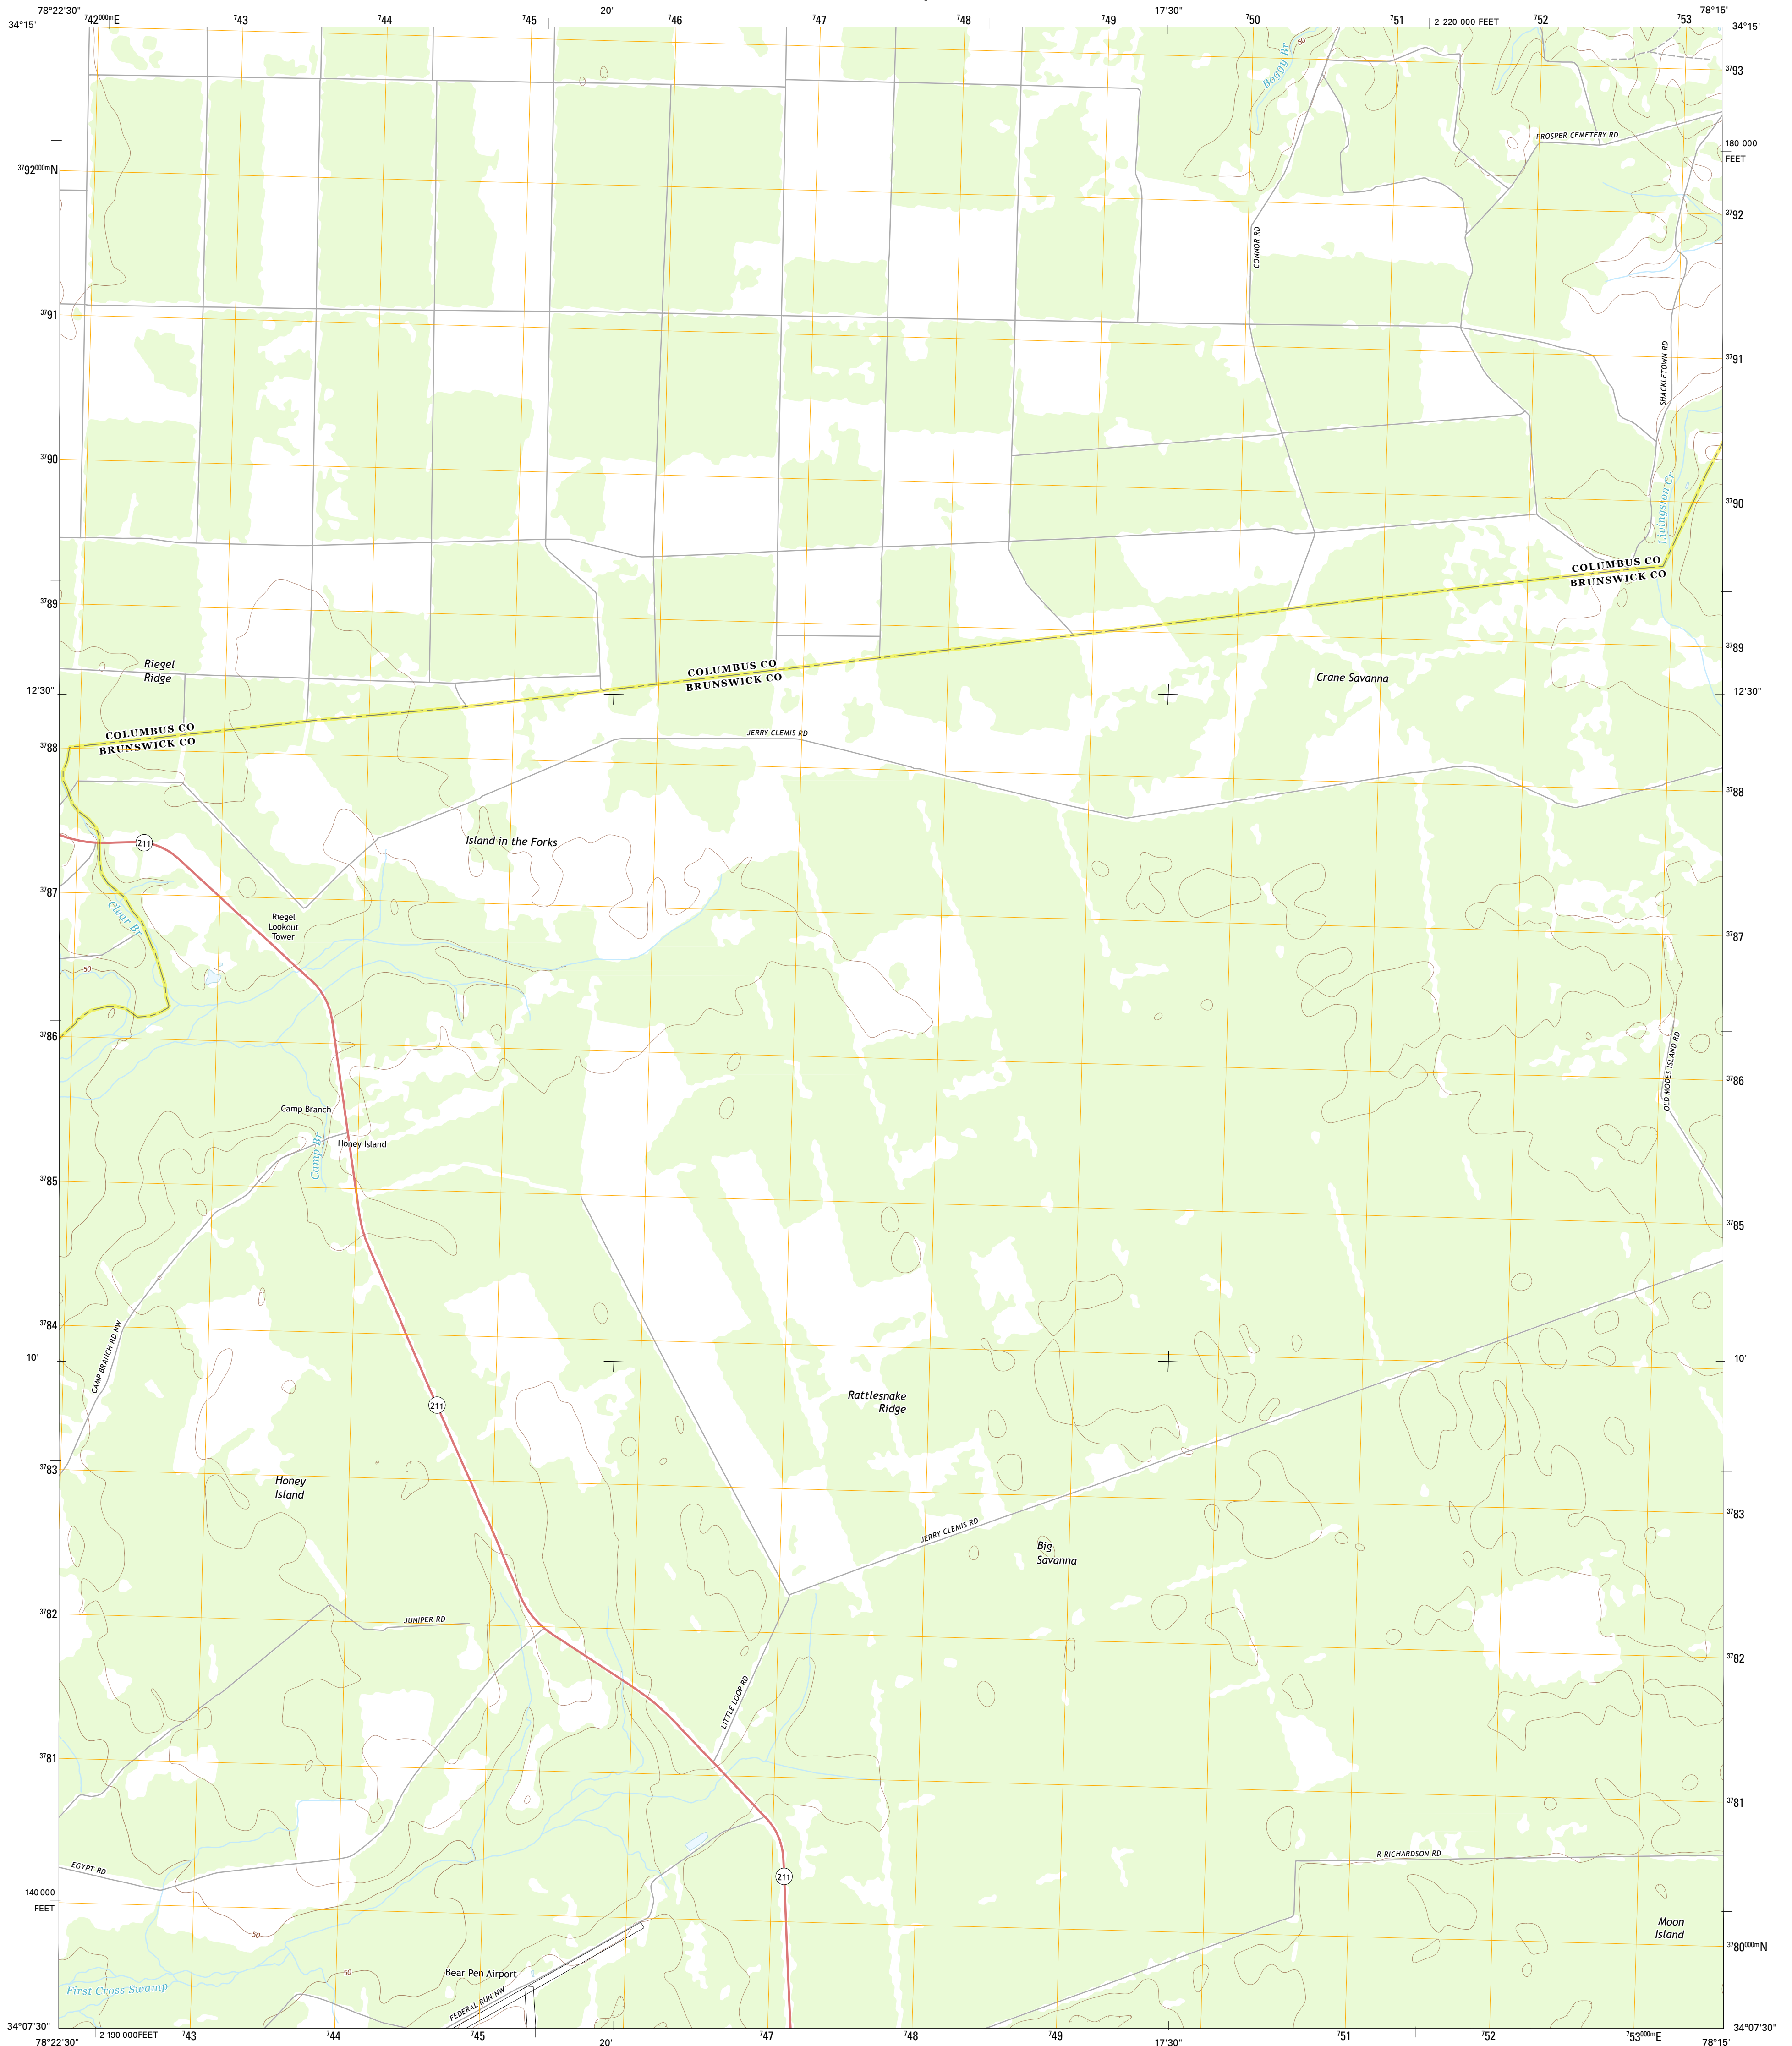 78°22'30"
742000mE
743
744
745
20'
746
747
748
749
17'30"
750
751
2 220 000 FEET
752
753
78°15'
34°15'
34°15'
Boggy Br
50
3793
PROSPER CEMETERY RD
180 000
FEET
3792000mN
3792
CONNOR RD
3791
SHACKLETOWN RD
3791
3790
Livingston Cr
3790
COLUMBUS CO
BRUNSWICK CO
3789
3789
Riegel
Ridge
COLUMBUS CO
BRUNSWICK CO
Crane Savanna
12'30"
12'30"
COLUMBUS CO
BRUNSWICK CO
JERRY CLEMIS RD
3788
3788
211
Island in the Forks
3787
Clear Br
Riegel
Lookout
Tower
3787
50
3786
OLD MODES ISLAND RD
3786
Camp Branch
Honey Island
Camp Br
3785
3785
3784
3784
CAMP BRANCH RD NW
10'
10'
Rattlesnake
Ridge
211
3783
Honey
Island
3783
JERRY CLEMIS RD
Big
Savanna
3782
JUNIPER RD
3782
LITTLE LOOP RD
3781
3781
R RICHARDSON RD
EGYPT RD
211
140 000
FEET
50
Moon
Island
3780000mN
50
Bear Pen Airport
First Cross Swamp
FEDERAL RUN NW
34°07'30"
34°07'30"
78°22'30"
2 190 000FEET
743
744
745
20'
747
748
749
17'30"
751
752
753000mE
78°15'